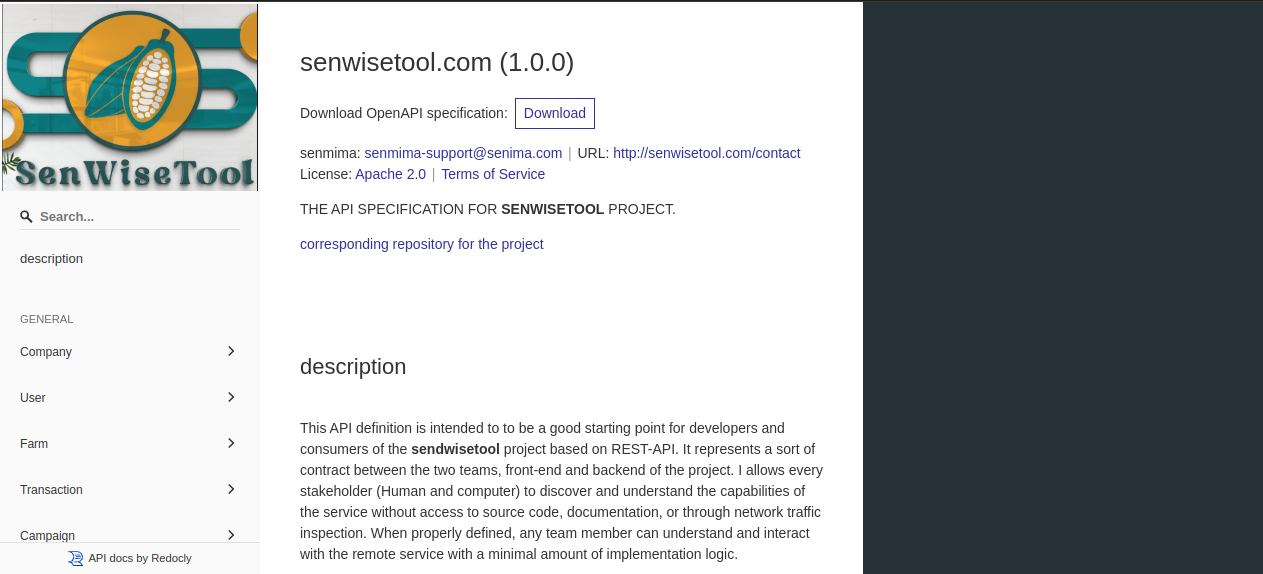 SenWiseTool
Search...
description
GENERAL
Company
User
Farm
Transaction
Campaign
API docs by Redocly
senwisetool.com (1.0.0)
Download OpenAPI specification: Download
senmima: senmima-support@senima.com | URL: http://senwisetool.com/contact
License: Apache 2.0 | Terms of Service
THE API SPECIFICATION FOR SENWISETOOL PROJECT.
corresponding repository for the project
description
This API definition is intended to to be a good starting point for developers and
consumers of the sendwisetool project based on REST-API. It represents a sort of
contract between the two teams, front-end and backend of the project. I allows every
stakeholder (Human and computer) to discover and understand the capabilities of
the service without access to source code, documentation, or through network traffic
inspection. When properly defined, any team member can understand and interact
with the remote service with a minimal amount of implementation logic.